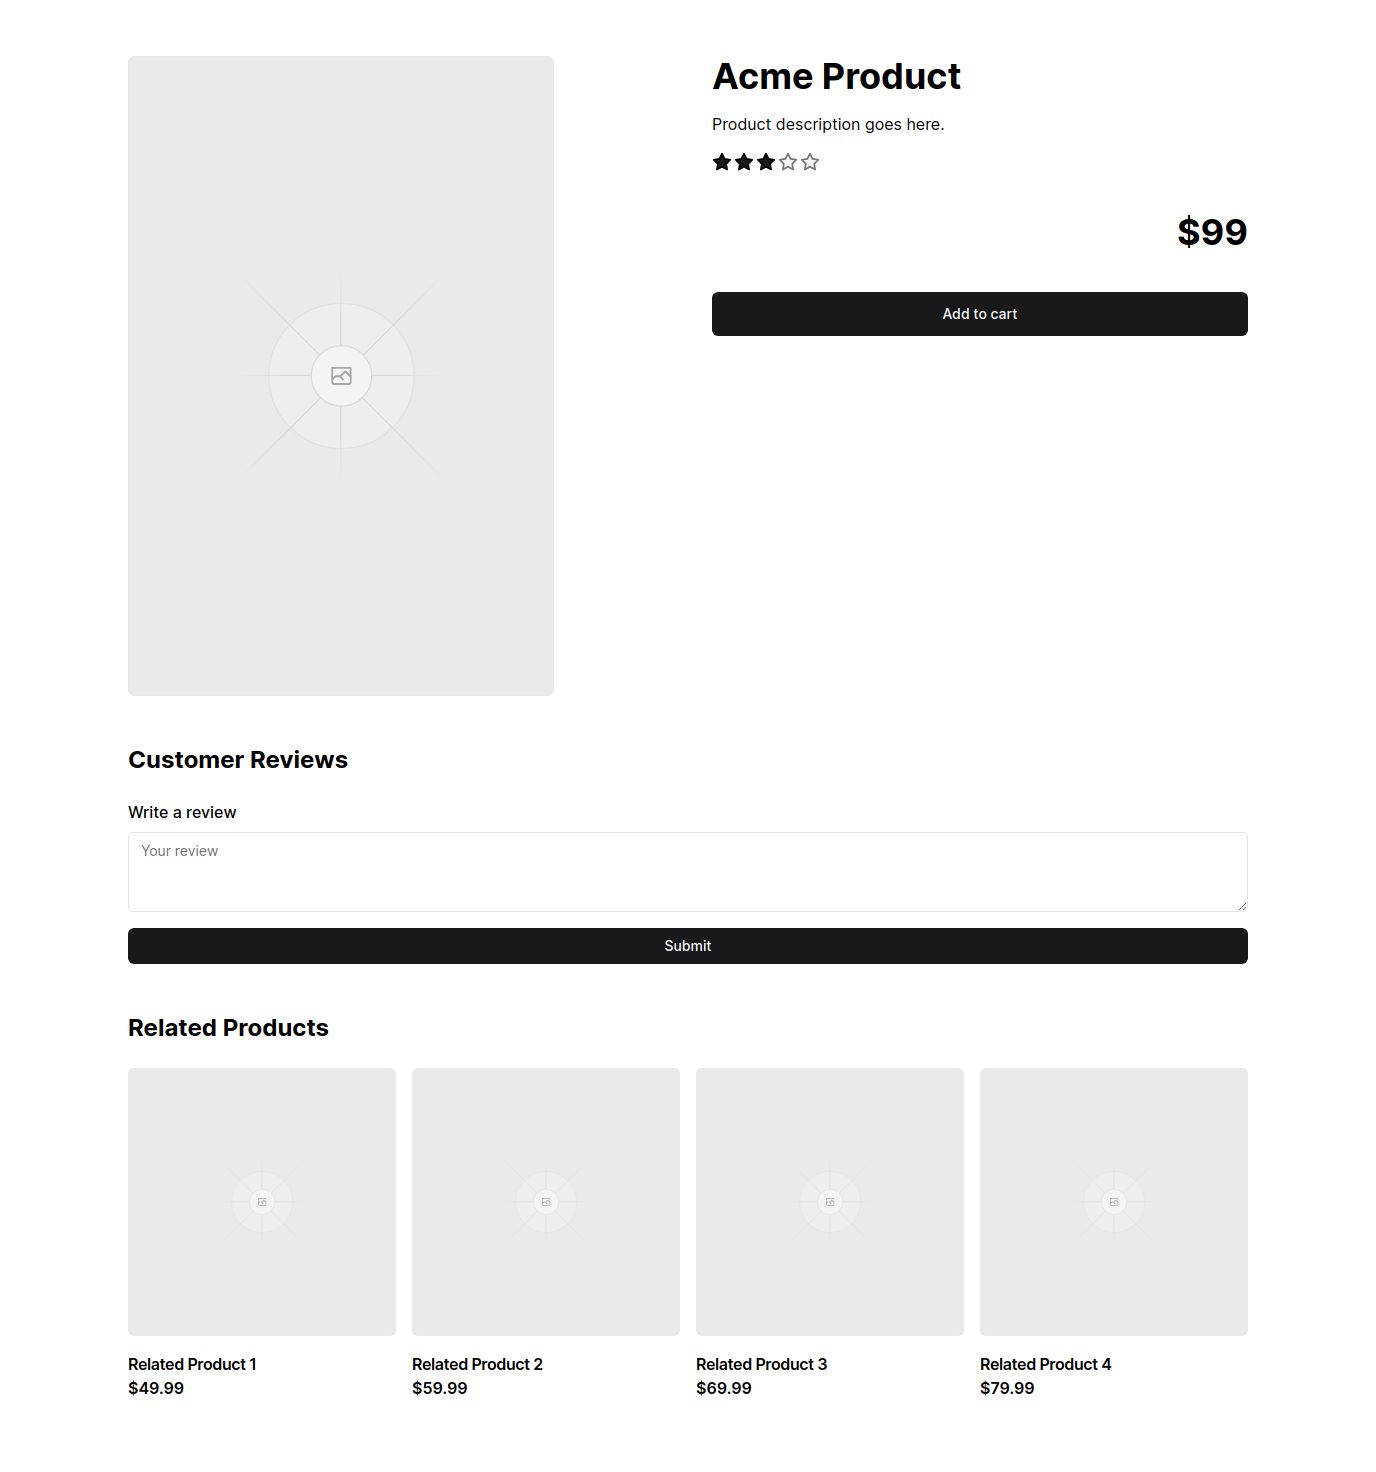 Acme Product
Product description goes here.
$99
Add to cart
Customer Reviews
Write a review
Your review
Submit
Related Products
Related Product 1
$49.99
Related Product 2
$59.99
Related Product 3
$69.99
Related Product 4
$79.99